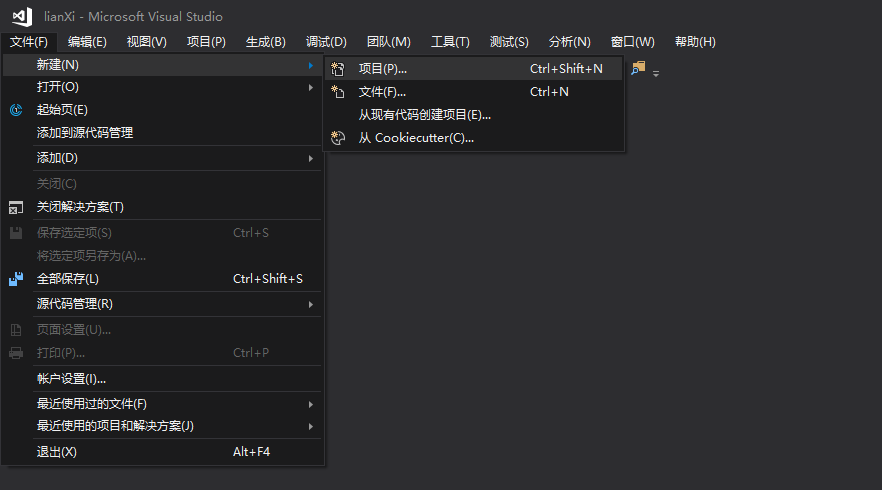 lianXi - Microsoft Visual Studio
文件(F) 编辑(E) 视图(V) 项目(P) 生成(B) 调试(D) 团队(M) 工具(T) 测试(S) 分析(N) 窗口(W) 帮助(H)
新建(N)
打开(O)
起始页(E)
添加到源代码管理
添加(D)
关闭(C)
关闭解决方案(T)
保存选定项(S) Ctrl+S
将选定项另存为(A)...
全部保存(L) Ctrl+Shift+S
源代码管理(R)
页面设置(U)...
打印(P)... Ctrl+P
帐户设置(I)...
最近使用过的文件(F)
最近使用的项目和解决方案(J)
退出(X) Alt+F4
项目(P)... Ctrl+Shift+N
文件(F)... Ctrl+N
从现有代码创建项目(E)...
从 Cookiecutter(C)...